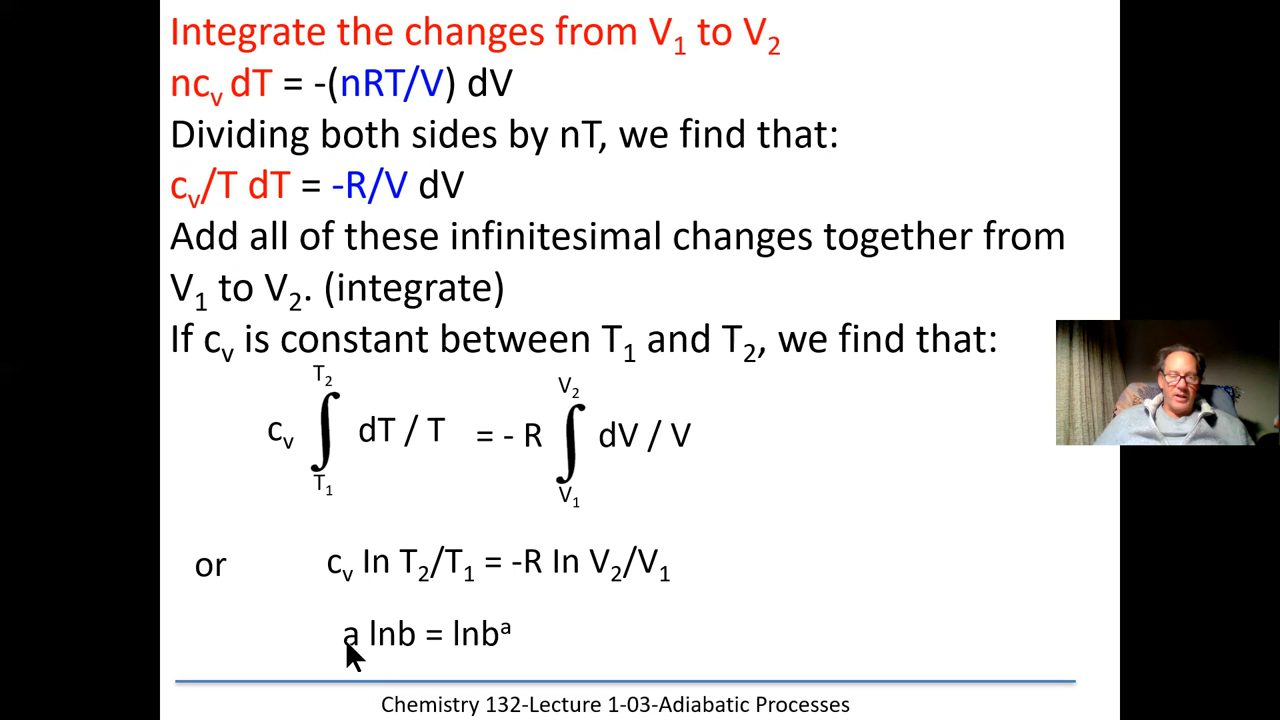 Integrate the changes from V₁ to V₂
ncᵥ dT = -(nRT/V) dV
Dividing both sides by nT, we find that:
cᵥ/T dT = -R/V dV
Add all of these infinitesimal changes together from
V₁ to V₂. (integrate)
If cᵥ is constant between T₁ and T₂, we find that:
cᵥ ∫ T₁ T₂ dT / T = - R ∫ V₁ V₂ dV / V
or cᵥ ln T₂/T₁ = -R ln V₂/V₁
a lnb = lnbᵃ
Chemistry 132-Lecture 1-03-Adiabatic Processes